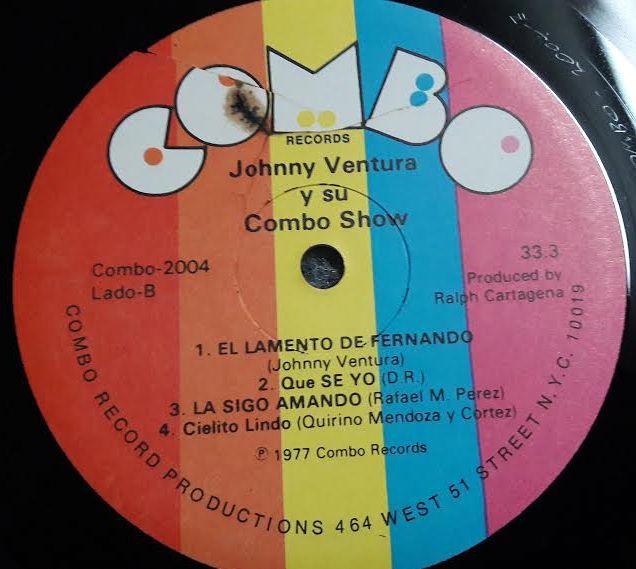 COMBO
RECORDS
Johnny Ventura
y su
Combo Show
Combo-2004
Lado-B
33.3
Produced by
Ralph Cartagena
1. EL LAMENTO DE FERNANDO
(Johnny Ventura)
2. Que SE YO (D.R.)
3. LA SIGO AMANDO (Rafael M. Perez)
4. Cielito Lindo (Quirino Mendoza y Cortez)
℗ 1977 Combo Records
COMBO RECORD PRODUCTIONS 464 WEST 51 STREET N.Y.C. 10019